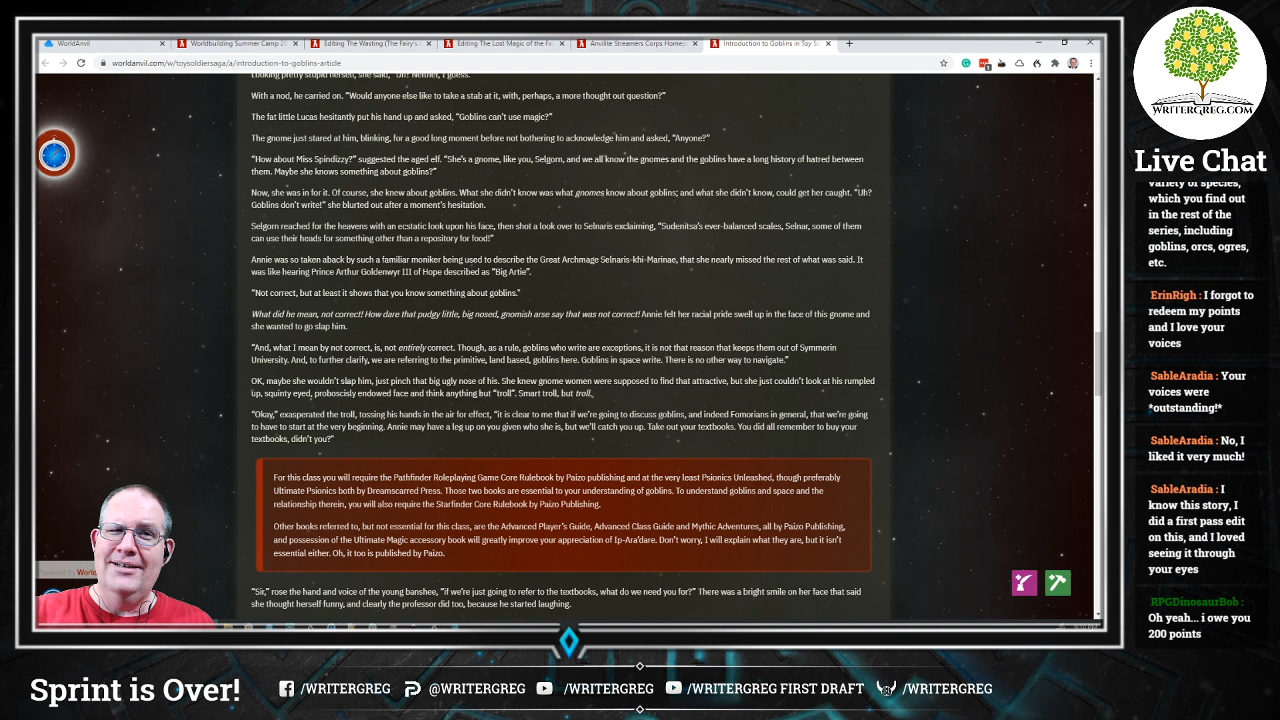 WorldAnvil
Worldbuilding Summer Camp 20
Editing The Wasting (The Fairy's
Editing The Lost Magic of the Fa
Anvilite Streamers Corps Homep
Introduction to Goblins in Toy So
worldanvil.com/w/toysoldiersaga/a/introduction-to-goblins-article
Looking pretty stupid herself, she said, "Uh? Neither, I guess."
With a nod, he carried on. "Would anyone else like to take a stab at it, with, perhaps, a more thought out question?"
The fat little Lucas hesitantly put his hand up and asked, "Goblins can't use magic?"
The gnome just stared at him, blinking, for a good long moment before not bothering to acknowledge him and asked, "Anyone?"
"How about Miss Spindizzy?" suggested the aged elf. "She's a gnome, like you, Selgorn, and we all know the gnomes and the goblins have a long history of hatred between
them. Maybe she knows something about goblins?"
Now, she was in for it. Of course, she knew about goblins. What she didn't know was what gnomes know about goblins; and what she didn't know, could get her caught. "Uh?
Goblins don't write!" she blurted out after a moment's hesitation.
Selgorn reached for the heavens with an ecstatic look upon his face, then shot a look over to Selnaris exclaiming, "Sudenitsa's ever-balanced scales, Selnar, some of them
can use their heads for something other than a repository for food!"
Annie was so taken aback by such a familiar moniker being used to describe the Great Archmage Selnaris-khi-Marinae, that she nearly missed the rest of what was said. It
was like hearing Prince Arthur Goldenwyr III of Hope described as "Big Artie".
"Not correct, but at least it shows that you know something about goblins."
What did he mean, not correct! How dare that pudgy little, big nosed, gnomish arse say that was not correct! Annie felt her racial pride swell up in the face of this gnome and
she wanted to go slap him.
"And, what I mean by not correct, is, not entirely correct. Though, as a rule, goblins who write are exceptions, it is not that reason that keeps them out of Symmerin
University. And, to further clarify, we are referring to the primitive, land based, goblins here. Goblins in space write. There is no other way to navigate."
OK, maybe she wouldn't slap him, just pinch that big ugly nose of his. She knew gnome women were supposed to find that attractive, but she just couldn't look at his rumpled
up, squinty eyed, proboscisly endowed face and think anything but "troll". Smart troll, but troll.
"Okay," exasperated the troll, tossing his hands in the air for effect, "it is clear to me that if we're going to discuss goblins, and indeed Fomorians in general, that we're going
to have to start at the very beginning. Annie may have a leg up on you given who she is, but we'll catch you up. Take out your textbooks. You did all remember to buy your
textbooks, didn't you?"
For this class you will require the Pathfinder Roleplaying Game Core Rulebook by Paizo publishing and at the very least Psionics Unleashed, though preferably
Ultimate Psionics both by Dreamscarred Press. Those two books are essential to your understanding of goblins. To understand goblins and space and the
relationship therein, you will also require the Starfinder Core Rulebook by Paizo Publishing.
Other books referred to, but not essential for this class, are the Advanced Player's Guide, Advanced Class Guide and Mythic Adventures, all by Paizo Publishing,
and possession of the Ultimate Magic accessory book will greatly improve your appreciation of Ip-Ara'dare. Don't worry, I will explain what they are, but it isn't
essential either. Oh, it too is published by Paizo.
"Sir," rose the hand and voice of the young banshee, "if we're just going to refer to the textbooks, what do we need you for?" There was a bright smile on her face that said
she thought herself funny, and clearly the professor did too, because he started laughing.
WRITERGREG.COM
Live Chat
variety of species,
which you find out
in the rest of the
series, including
goblins, orcs, ogres,
etc.
ErinRigh : I forgot to
redeem my points
and I love your
voices
SableAradia : Your
voices were
*outstanding!*
SableAradia : No, I
liked it very much!
SableAradia : I
know this story, I
did a first pass edit
on this, and I loved
seeing it through
your eyes
RPGDinosaurBob :
Oh yeah... i owe you
200 points
Sprint is Over!
/WRITERGREG
@WRITERGREG
/WRITERGREG
/WRITERGREG FIRST DRAFT
/WRITERGREG